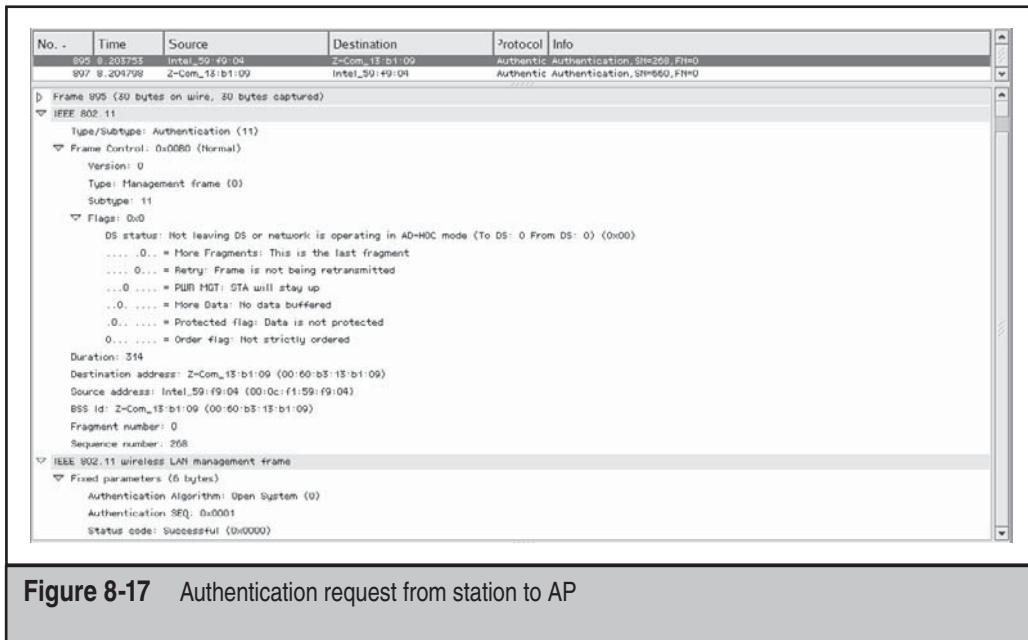 No. . Time Source Destination Protocol Info
895 8.203753 Intel_59:f9:04 Z-Com_13:b1:09 Authentic Authentication,SN=268,FN=0
897 8.204798 Z-Com_13:b1:09 Intel_59:f9:04 Authentic Authentication,SN=660,FN=0
Frame 895 (30 bytes on wire, 30 bytes captured)
IEEE 802.11
Type/Subtype: Authentication (11)
Frame Control: 0x00B0 (Normal)
Version: 0
Type: Management frame (0)
Subtype: 11
Flags: 0x0
DS status: Not leaving DS or network is operating in AD-HOC mode (To DS: 0 From DS: 0) (0x00)
.... .0.. = More Fragments: This is the last fragment
.... 0... = Retry: Frame is not being retransmitted
...0 .... = PWR MGT: STA will stay up
..0. .... = More Data: No data buffered
.0.. .... = Protected flag: Data is not protected
0... .... = Order flag: Not strictly ordered
Duration: 314
Destination address: Z-Com_13:b1:09 (00:60:b3:13:b1:09)
Source address: Intel_59:f9:04 (00:0c:f1:59:f9:04)
BSS Id: Z-Com_13:b1:09 (00:60:b3:13:b1:09)
Fragment number: 0
Sequence number: 268
IEEE 802.11 wireless LAN management frame
Fixed parameters (6 bytes)
Authentication Algorithm: Open System (0)
Authentication SEQ: 0x0001
Status code: Successful (0x0000)
Figure 8-17 Authentication request from station to AP